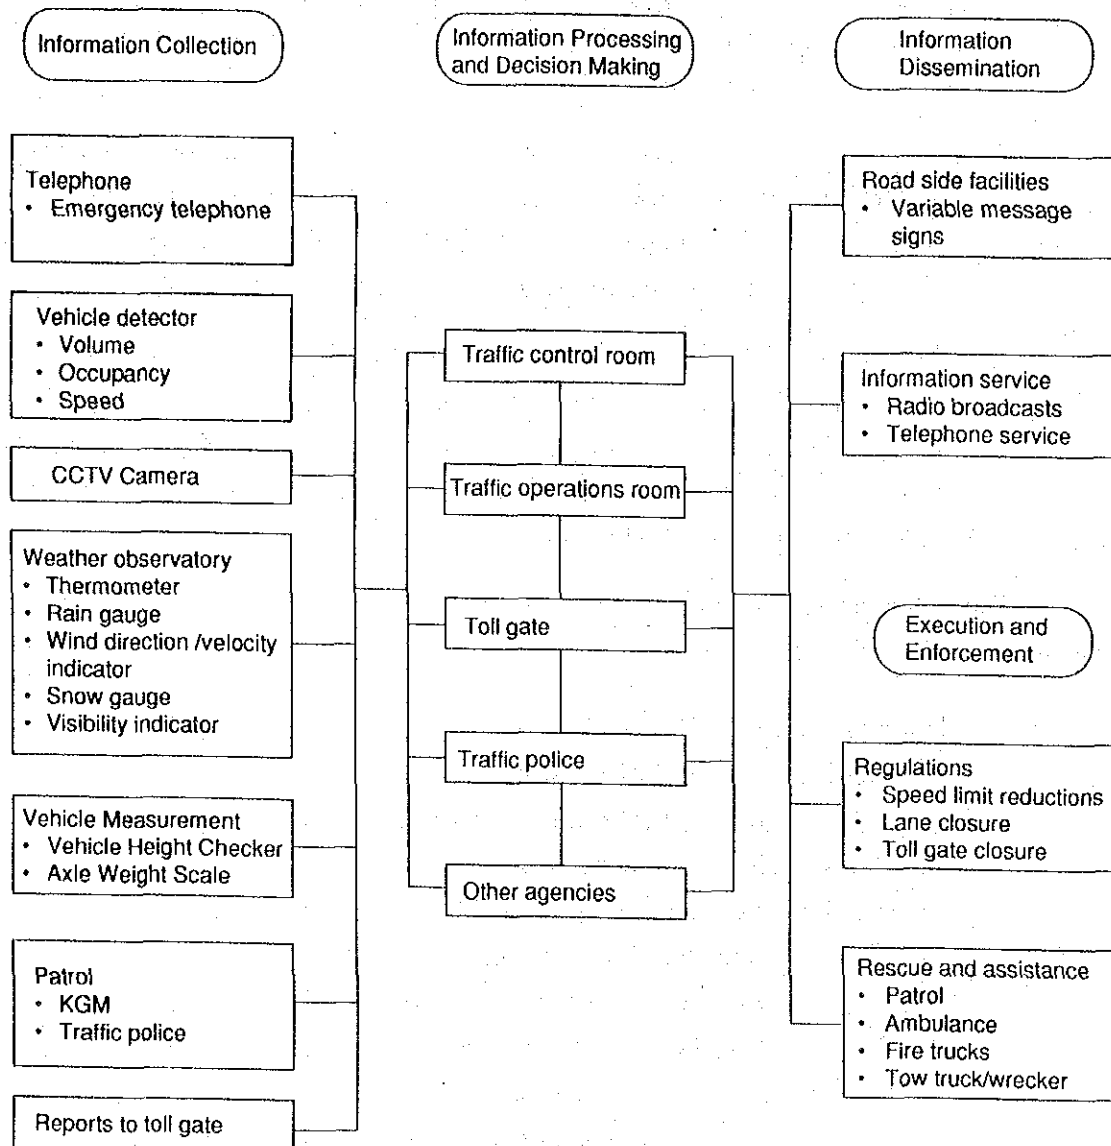 Information Collection
Information Processing
and Decision Making
Information
Dissemination
Telephone
• Emergency telephone
Vehicle detector
• Volume
• Occupancy
• Speed
CCTV Camera
Weather observatory
• Thermometer
• Rain gauge
• Wind direction /velocity
indicator
• Snow gauge
• Visibility indicator
Vehicle Measurement
• Vehicle Height Checker
• Axle Weight Scale
Patrol
• KGM
• Traffic police
Reports to toll gate
Traffic control room
Traffic operations room
Toll gate
Traffic police
Other agencies
Road side facilities
• Variable message
signs
Information service
• Radio broadcasts
• Telephone service
Execution and
Enforcement
Regulations
• Speed limit reductions
• Lane closure
• Toll gate closure
Rescue and assistance
• Patrol
• Ambulance
• Fire trucks
• Tow truck/wrecker